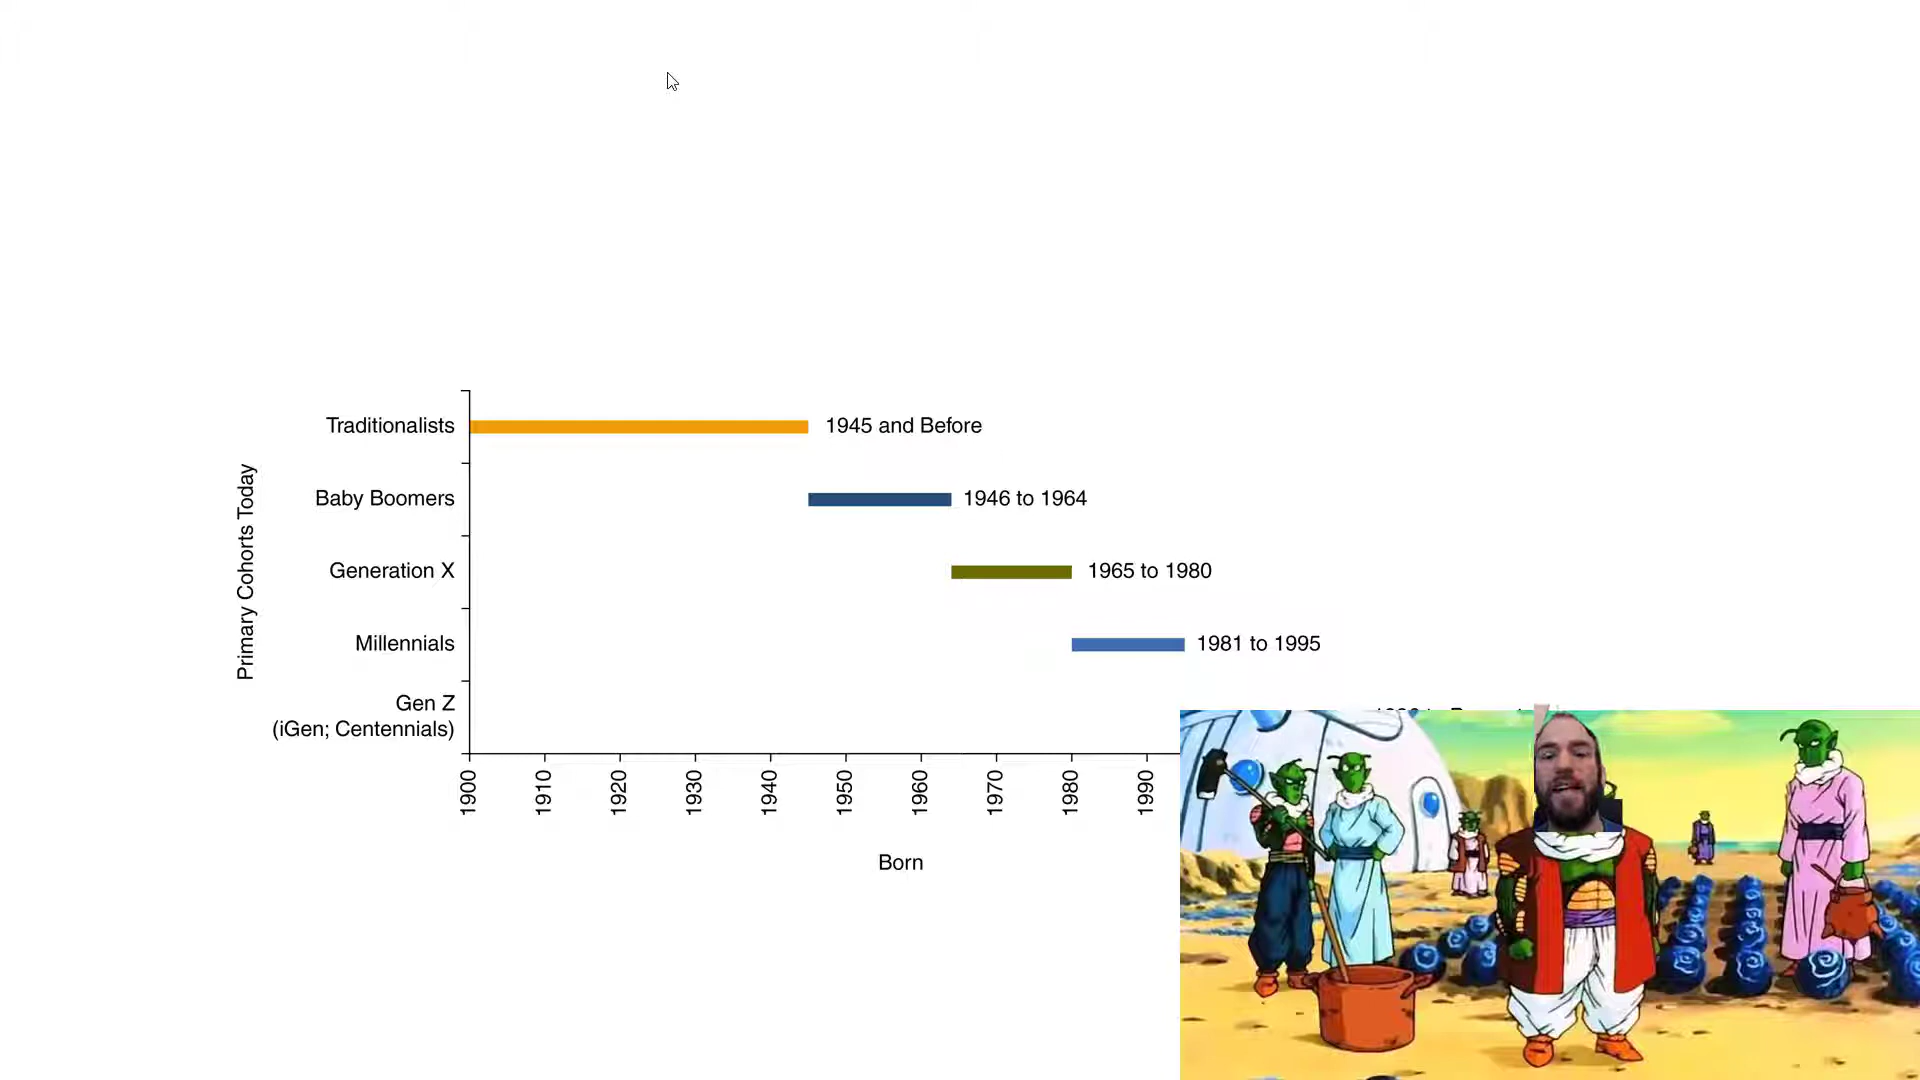 Traditionalists
1945 and Before
Baby Boomers
1946 to 1964
Generation X
1965 to 1980
Millennials
1981 to 1995
Gen Z
(iGen; Centennials)
Primary Cohorts Today
1900
1910
1920
1930
1940
1950
1960
1970
1980
1990
Born